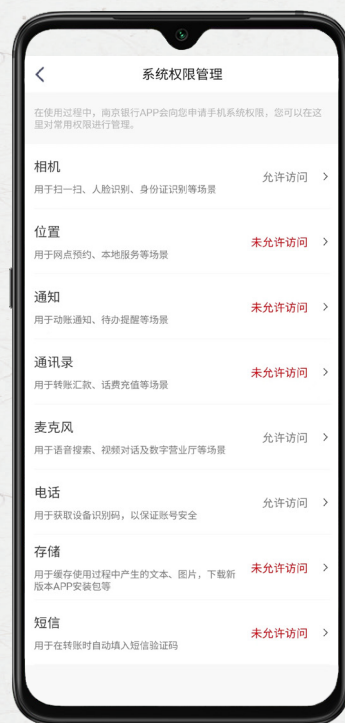 系统权限管理
在使用过程中，南京银行APP会向您申请手机系统权限，您可以在这
里对常用权限进行管理。
相机
用于扫一扫、人脸识别、身份证识别等场景
允许访问
位置
用于网点预约、本地服务等场景
未允许访问
通知
用于动账通知、待办提醒等场景
未允许访问
通讯录
用于转账汇款、话费充值等场景
未允许访问
麦克风
用于语音搜索、视频对话及数字营业厅等场景
允许访问
电话
用于获取设备识别码，以保证账号安全
允许访问
存储
用于缓存使用过程中产生的文本、图片，下载新
版本APP安装包等
未允许访问
短信
用于在转账时自动填入短信验证码
未允许访问